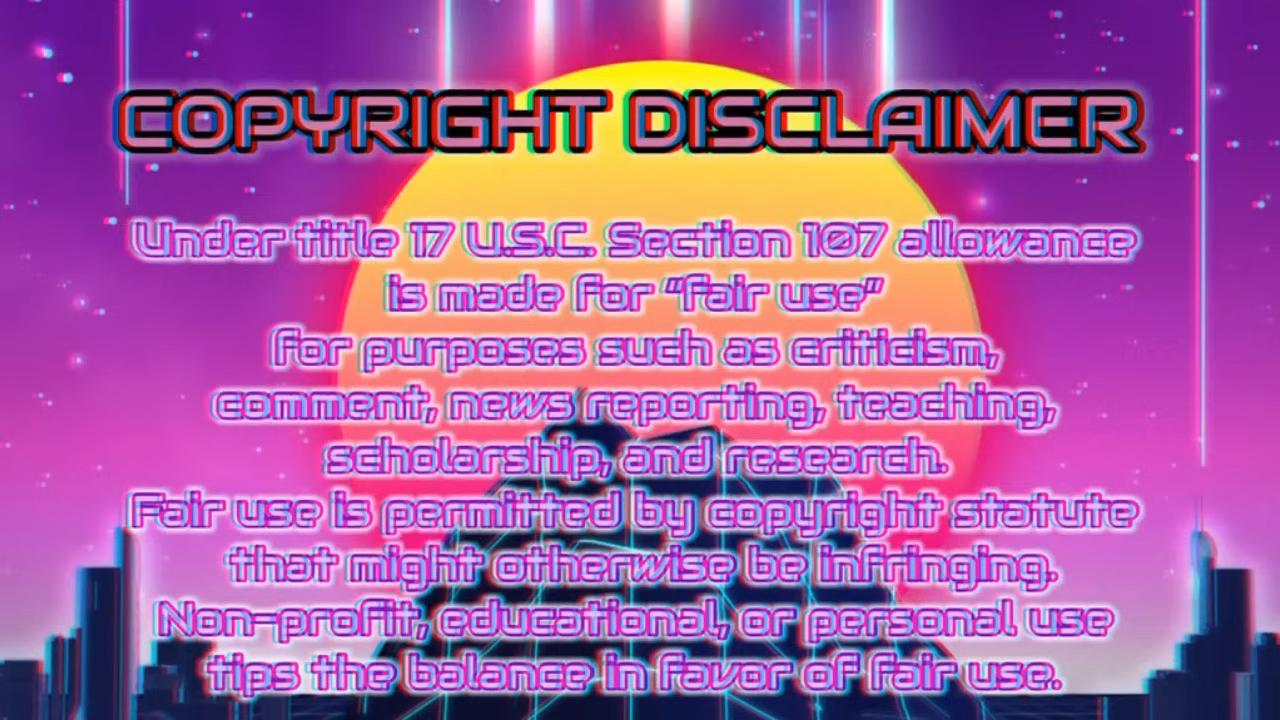 COPYRIGHT DISCLAIMER
Under title 17 U.S.C. Section 107 allowance
is made for "fair use"
for purposes such as criticism,
comment, news reporting, teaching,
scholarship, and research.
Fair use is permitted by copyright statute
that might otherwise be infringing.
Non-profit, educational, or personal use
tips the balance in favor of fair use.